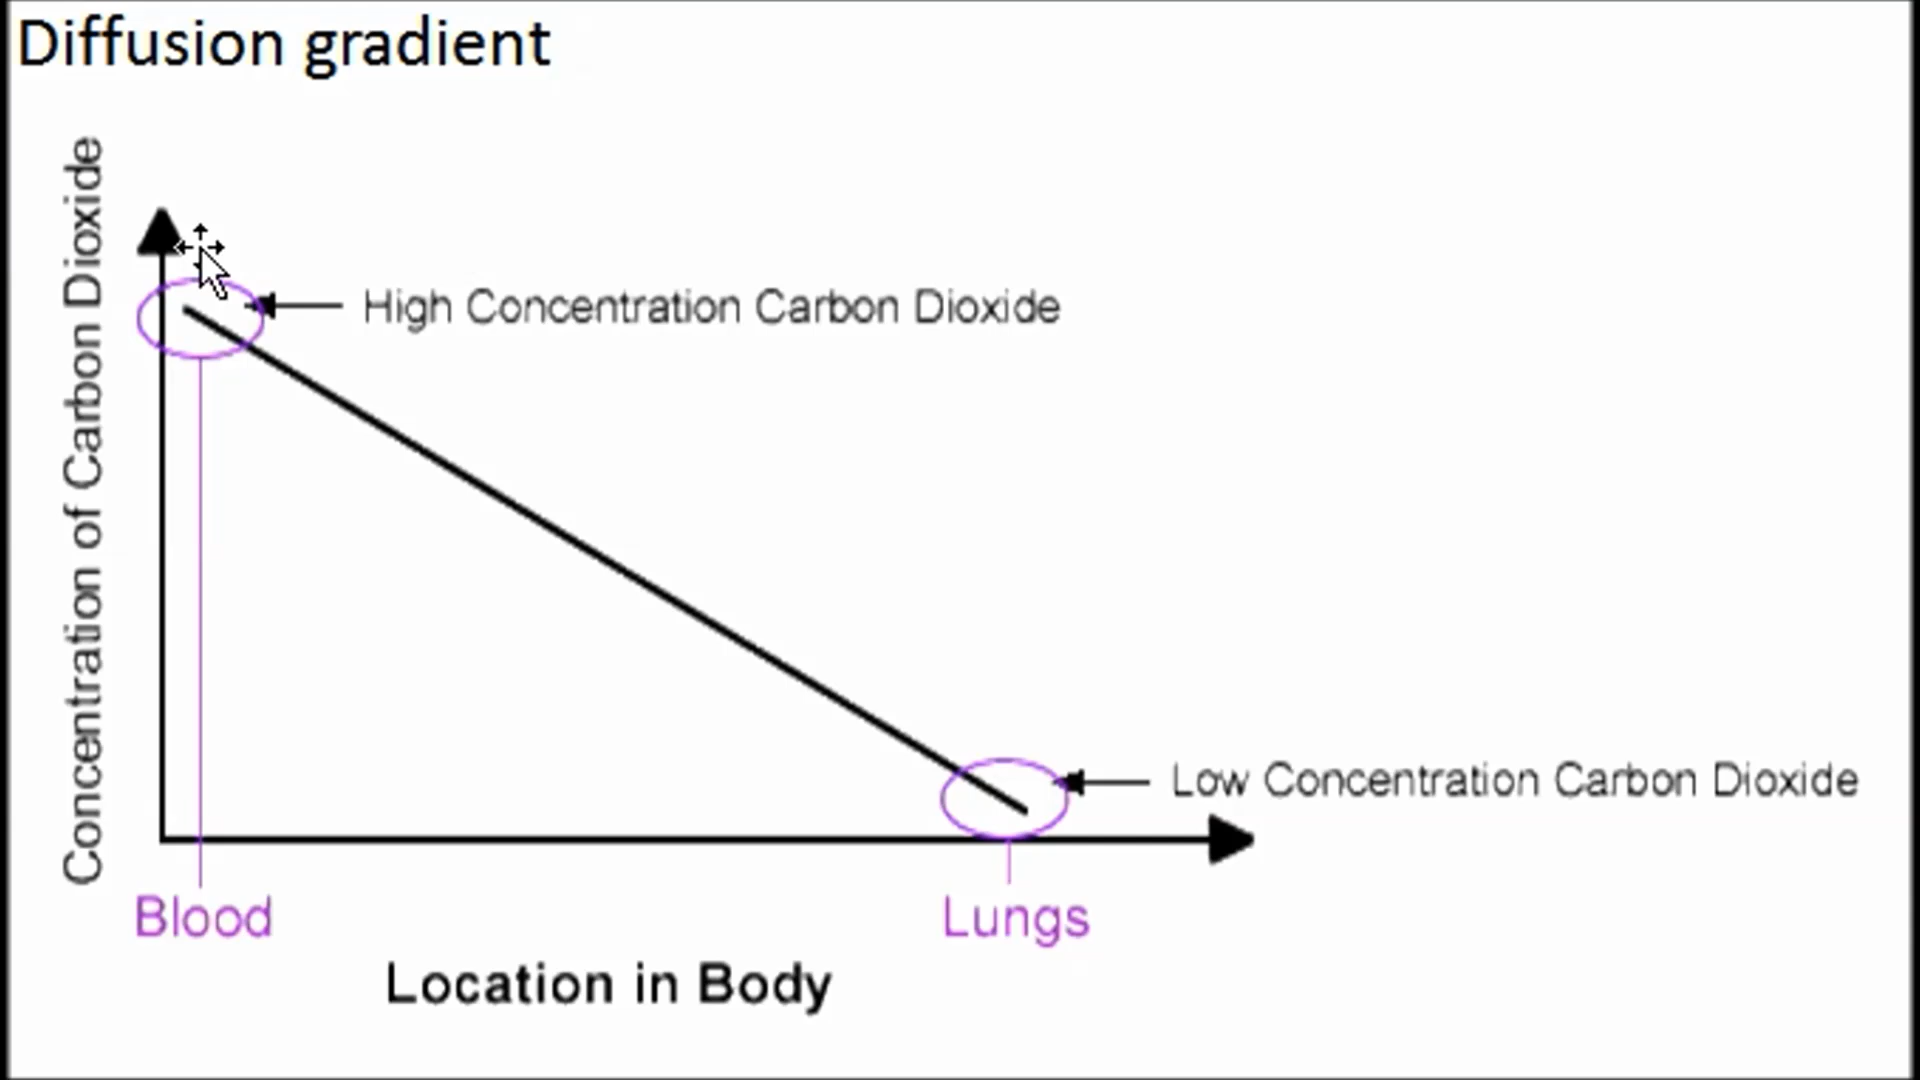 Diffusion gradient
Concentration of Carbon Dioxide
High Concentration Carbon Dioxide
Low Concentration Carbon Dioxide
Blood
Lungs
Location in Body